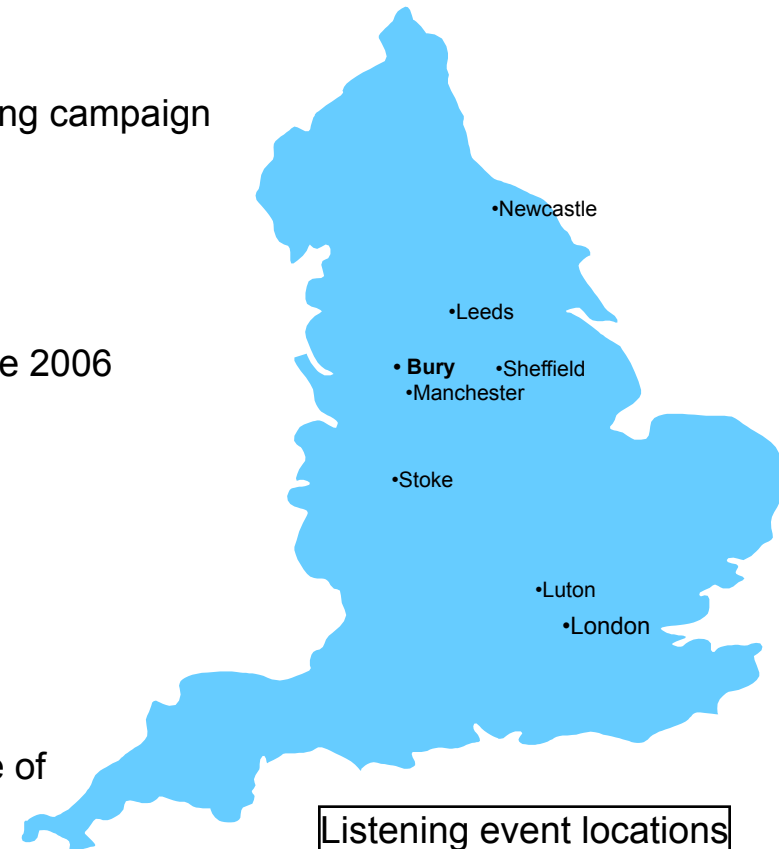 ng campaign
•Newcastle
•Leeds
e 2006
• Bury •Sheffield
•Manchester
•Stoke
•Luton
•London
e of
Listening event locations